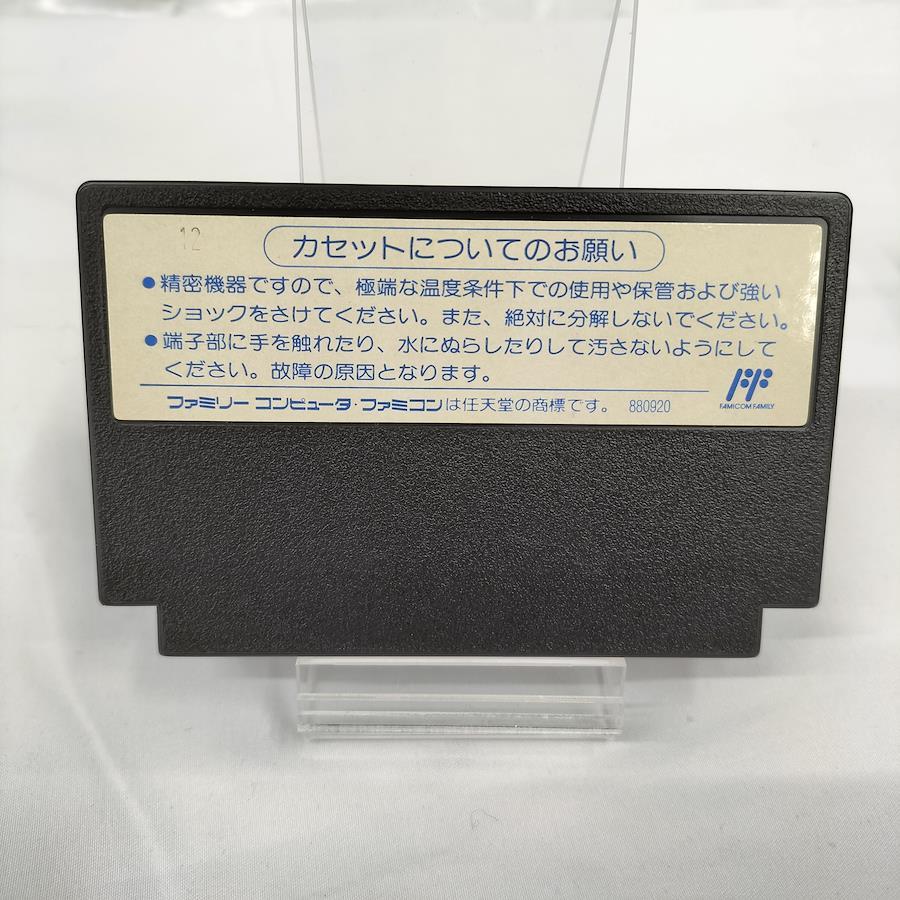 12
カセットについてのお願い
●精密機器ですので、極端な温度条件下での使用や保管および強い
ショックをさけてください。また、絶対に分解しないでください。
●端子部に手を触れたり、水にぬらしたりして汚さないようにして
ください。故障の原因となります。
ファミリー コンピュータ・ファミコンは任天堂の商標です。 880920
FF
FAMICOM FAMILY